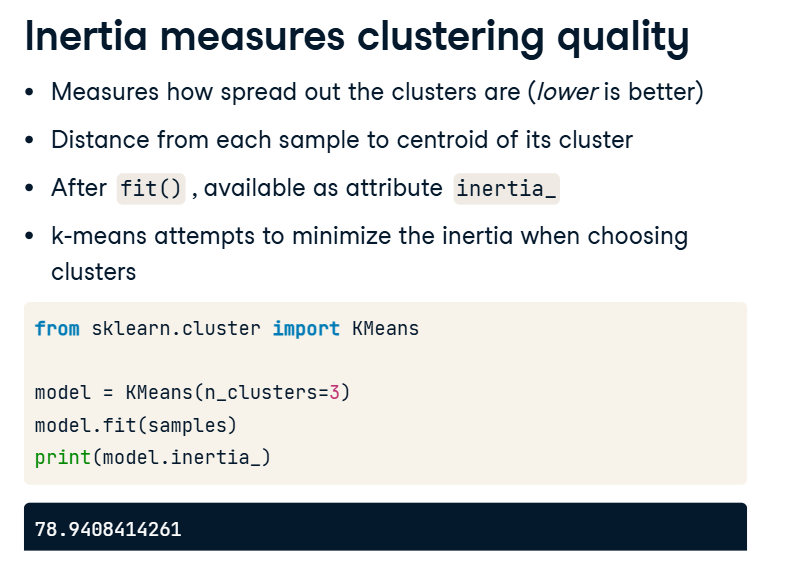 Inertia measures clustering quality
• Measures how spread out the clusters are (lower is better)
• Distance from each sample to centroid of its cluster
• After fit() , available as attribute inertia_
• k-means attempts to minimize the inertia when choosing
clusters
from sklearn.cluster import KMeans
model = KMeans(n_clusters=3)
model.fit(samples)
print(model.inertia_)
78.9408414261